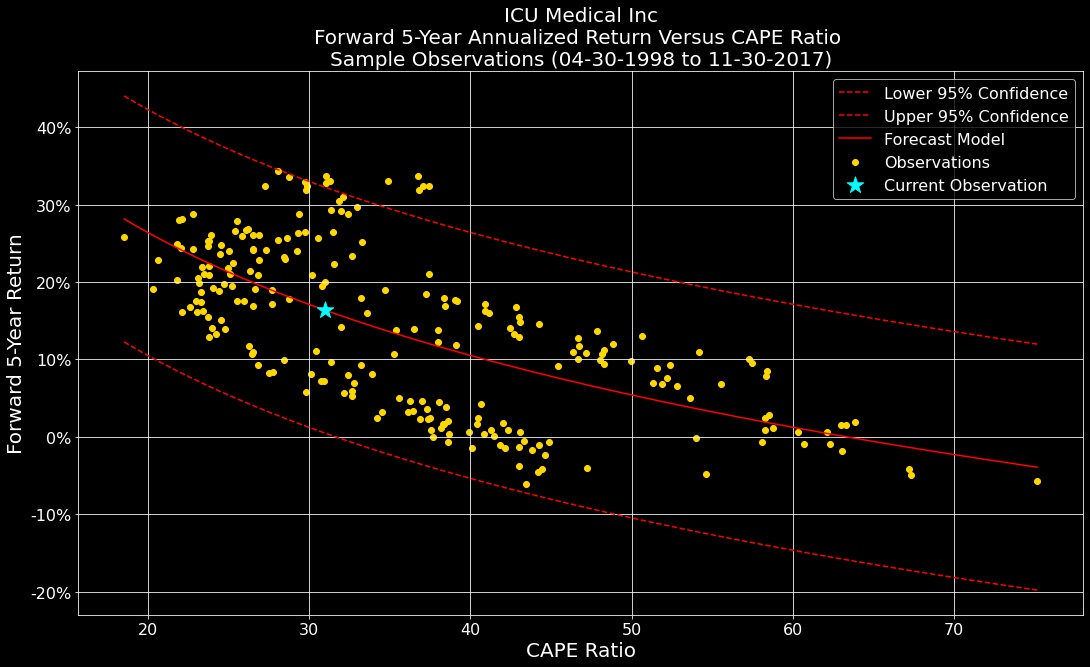 ICU Medical Inc
Forward 5-Year Annualized Return Versus CAPE Ratio
Sample Observations (04-30-1998 to 11-30-2017)
Lower 95% Confidence
Upper 95% Confidence
Forecast Model
Observations
Current Observation
Forward 5-Year Return
40%
30%
20%
10%
0%
-10%
-20%
20 30 40 50 60 70
CAPE Ratio